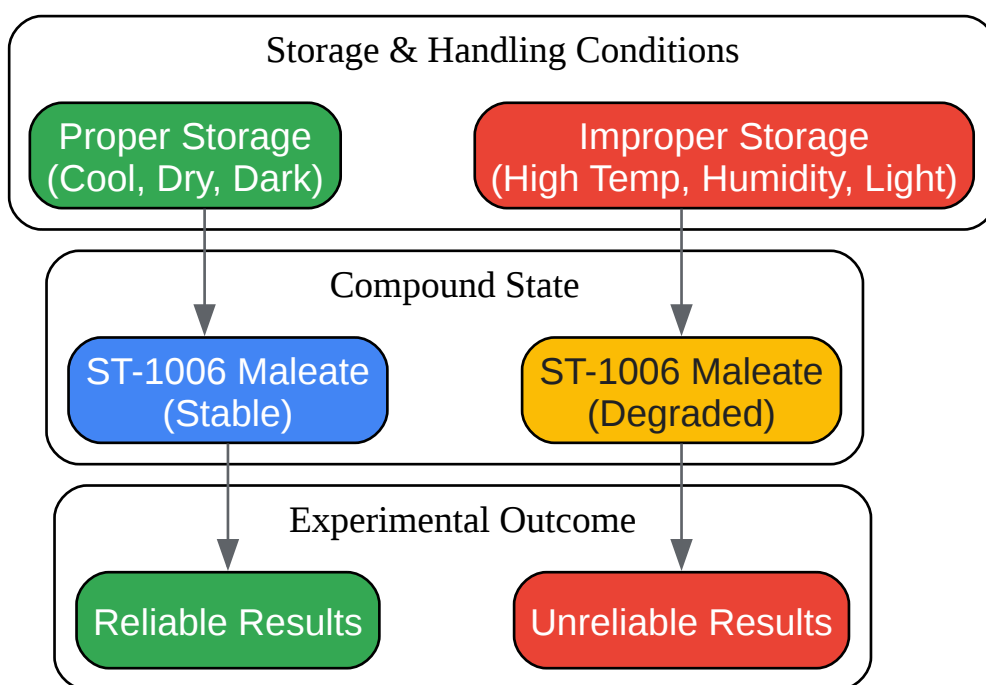 Storage & Handling Conditions
Proper Storage
(Cool, Dry, Dark)
Improper Storage
(High Temp, Humidity, Light)
Compound State
ST-1006 Maleate
(Stable)
ST-1006 Maleate
(Degraded)
Experimental Outcome
Reliable Results
Unreliable Results